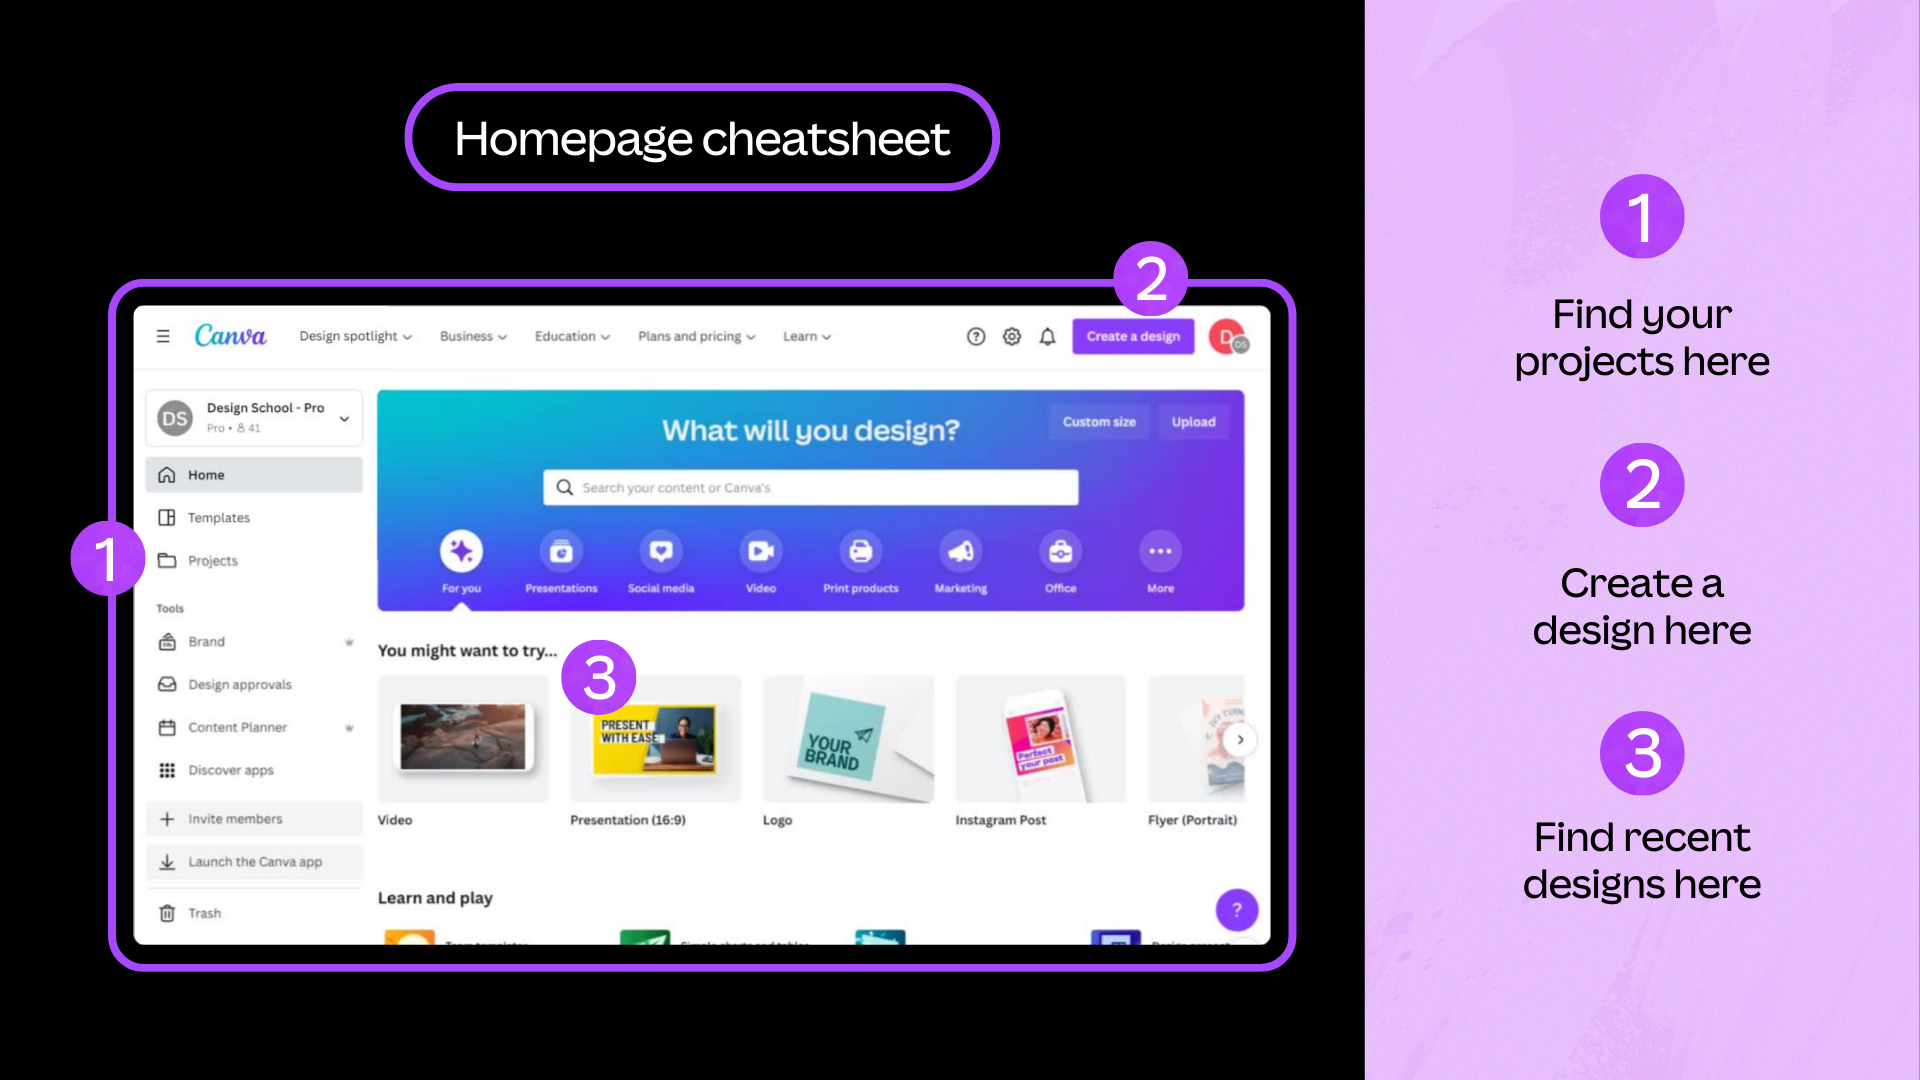 Homepage cheatsheet
2
Canva
Design spotlight
Business
Education
Plans and pricing
Learn
Create a design
D
DS
DS
Design School - Pro
Pro • 41
Home
Templates
1
Projects
Tools
Brand
Design approvals
Content Planner
Discover apps
Invite members
Launch the Canva app
Trash
What will you design?
Custom size
Upload
Search your content or Canva's
For you
Presentations
Social media
Video
Print products
Marketing
Office
More
You might want to try...
3
PRESENT
WITH EASE
YOUR
BRAND
Perfect
your post
Video
Presentation (16:9)
Logo
Instagram Post
Flyer (Portrait)
Learn and play
?
1
Find your
projects here
2
Create a
design here
3
Find recent
designs here